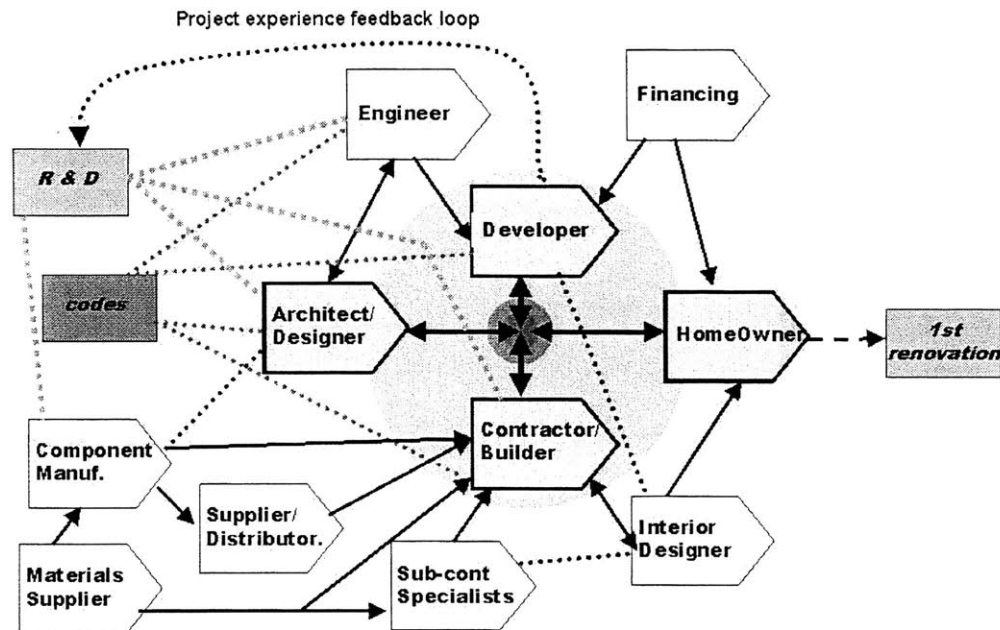 Project experience feedback loop
Engineer
Financing
R & D
Developer
codes
Architect/
Designer
HomeOwner
1st
renovation
Contractor/
Builder
Component
Manuf.
Supplier/
Distributor.
Interior
Designer
Materials
Supplier
Sub-cont
Specialists